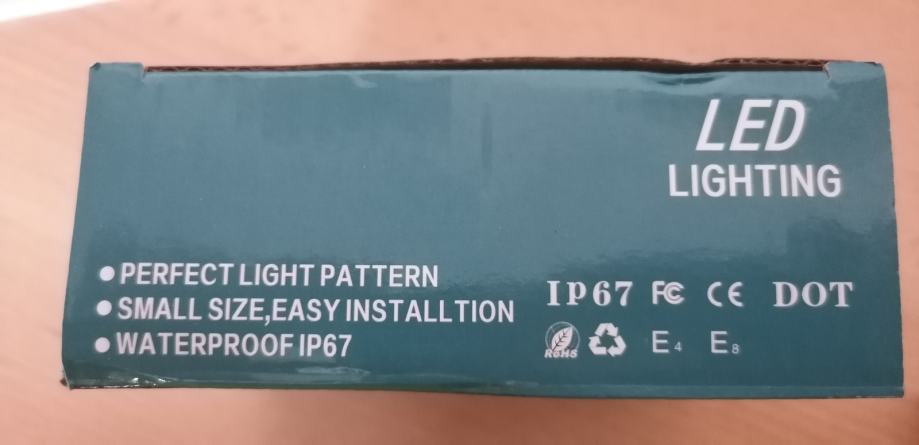 LED
LIGHTING
● PERFECT LIGHT PATTERN
● SMALL SIZE,EASY INSTALLTION
● WATERPROOF IP67
IP67 FC CE DOT
RoHS E4 E8